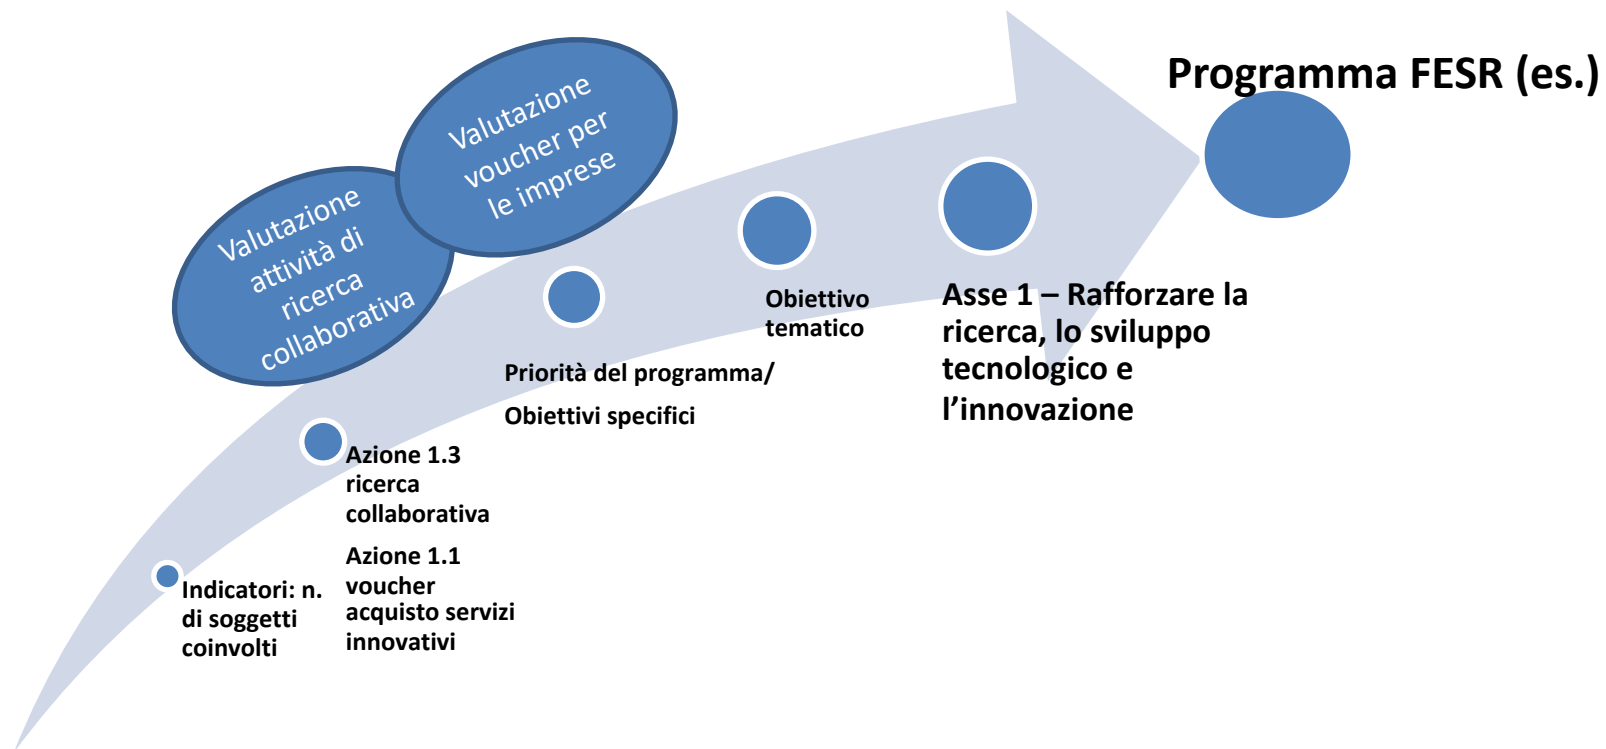 Programma FESR (es.)
Valutazione
voucher per
le imprese
Valutazione
attività di
ricerca
collaborativa
Obiettivo
tematico
Asse 1 – Rafforzare la
ricerca, lo sviluppo
tecnologico e
l’innovazione
Priorità del programma/
Obiettivi specifici
Azione 1.3
ricerca
collaborativa
Azione 1.1
voucher
acquisto servizi
innovativi
Indicatori: n.
di soggetti
coinvolti